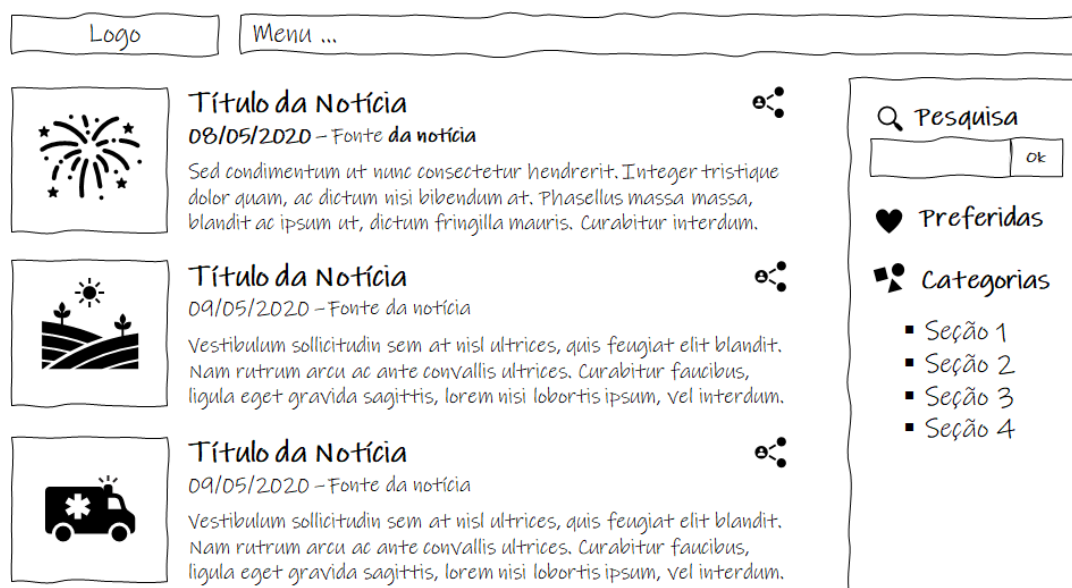 Logo
Menu ...
Título da Notícia
08/05/2020 – Fonte da notícia
Sed condimentum ut nunc consectetur hendrerit. Integer tristique
dolor quam, ac dictum nisi bibendum at. Phasellus massa massa,
blandit ac ipsum ut, dictum fringilla mauris. Curabitur interdum.
Título da Notícia
09/05/2020 – Fonte da notícia
Vestibulum sollicitudin sem at nisl ultrices, quis feugiat elit blandit.
Nam rutrum arcu ac ante convallis ultrices. Curabitur faucibus,
ligula eget gravida sagittis, lorem nisi lobortis ipsum, vel interdum.
Título da Notícia
09/05/2020 – Fonte da notícia
Vestibulum sollicitudin sem at nisl ultrices, quis feugiat elit blandit.
Nam rutrum arcu ac ante convallis ultrices. Curabitur faucibus,
ligula eget gravida sagittis, lorem nisi lobortis ipsum, vel interdum.
Pesquisa
Ok
Preferidas
Categorias
▪ Seção 1
▪ Seção 2
▪ Seção 3
▪ Seção 4